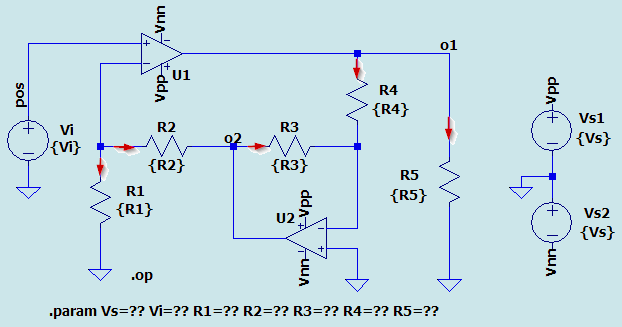 Vnn
o1
+
−
U1
+
Vpp
pos
Vpp
R4
{R4}
Vs1
{Vs}
+
−
+
−
Vi
{Vi}
R2
{R2}
o2
R3
{R3}
R1
{R1}
R5
{R5}
U2
Vpp
+
−
−
+
Vnn
Vs2
{Vs}
+
−
Vnn
.op
.param Vs=?? Vi=?? R1=?? R2=?? R3=?? R4=?? R5=??